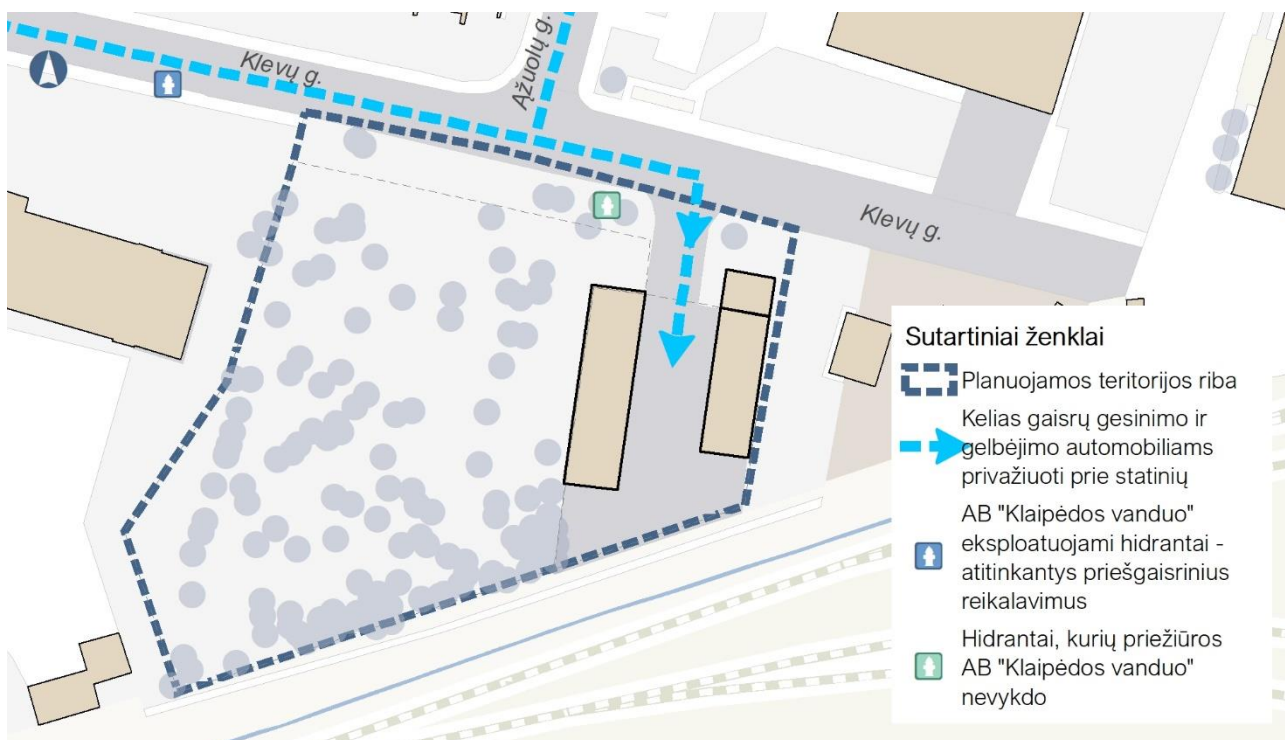 Klevų g.
Ąžuolų g.
Klevų g.
Sutartiniai ženklai
Planuojamos teritorijos riba
Kelias gaisrų gesinimo ir
gelbėjimo automobiliams
privažiuoti prie statinių
AB "Klaipėdos vanduo"
eksploatuojami hidrantai -
atitinkantys priešgaisrinius
reikalavimus
Hidrantai, kurių priežiūros
AB "Klaipėdos vanduo"
nevykdo